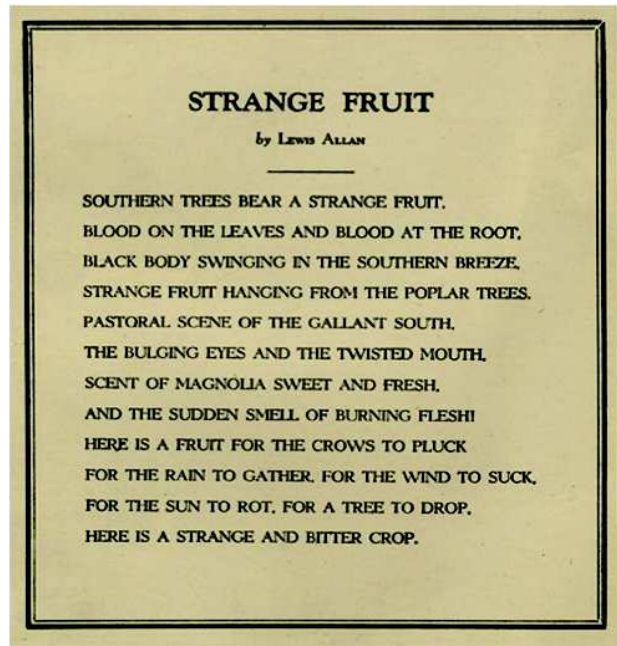 STRANGE FRUIT
by LEWIS ALLAN
SOUTHERN TREES BEAR A STRANGE FRUIT,
BLOOD ON THE LEAVES AND BLOOD AT THE ROOT,
BLACK BODY SWINGING IN THE SOUTHERN BREEZE,
STRANGE FRUIT HANGING FROM THE POPLAR TREES.
PASTORAL SCENE OF THE GALLANT SOUTH,
THE BULGING EYES AND THE TWISTED MOUTH,
SCENT OF MAGNOLIA SWEET AND FRESH,
AND THE SUDDEN SMELL OF BURNING FLESH!
HERE IS A FRUIT FOR THE CROWS TO PLUCK
FOR THE RAIN TO GATHER, FOR THE WIND TO SUCK,
FOR THE SUN TO ROT, FOR A TREE TO DROP,
HERE IS A STRANGE AND BITTER CROP.